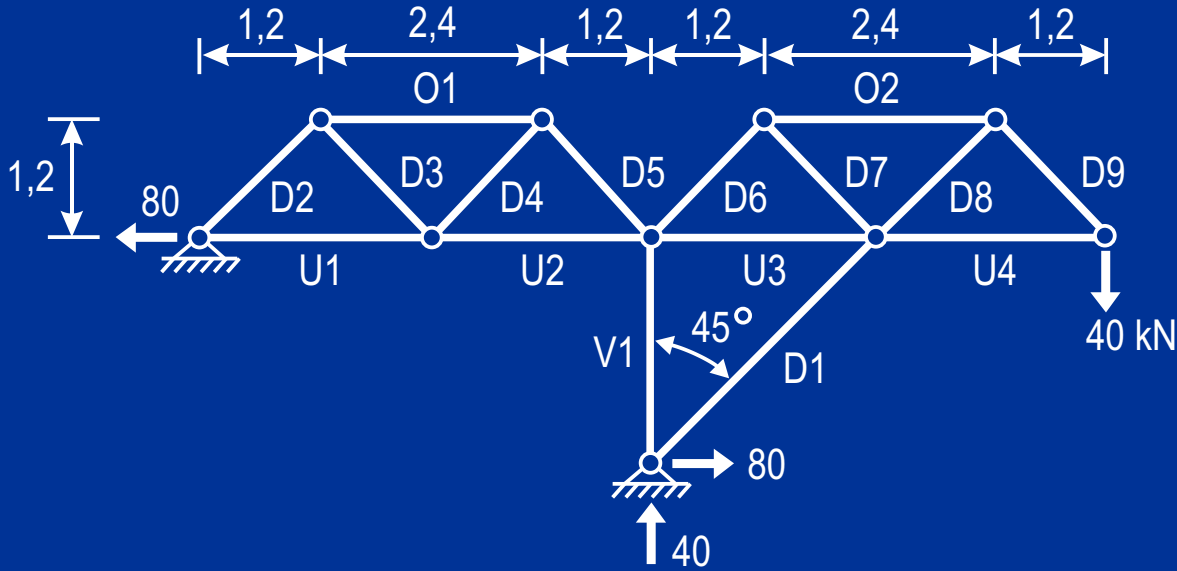 1,2 2,4 1,2 1,2 2,4 1,2
O1 O2
1,2 D2 D3 D4 D5 D6 D7 D8 D9
80
U1 U2 U3 U4
45°
V1 D1
40 kN
80
40